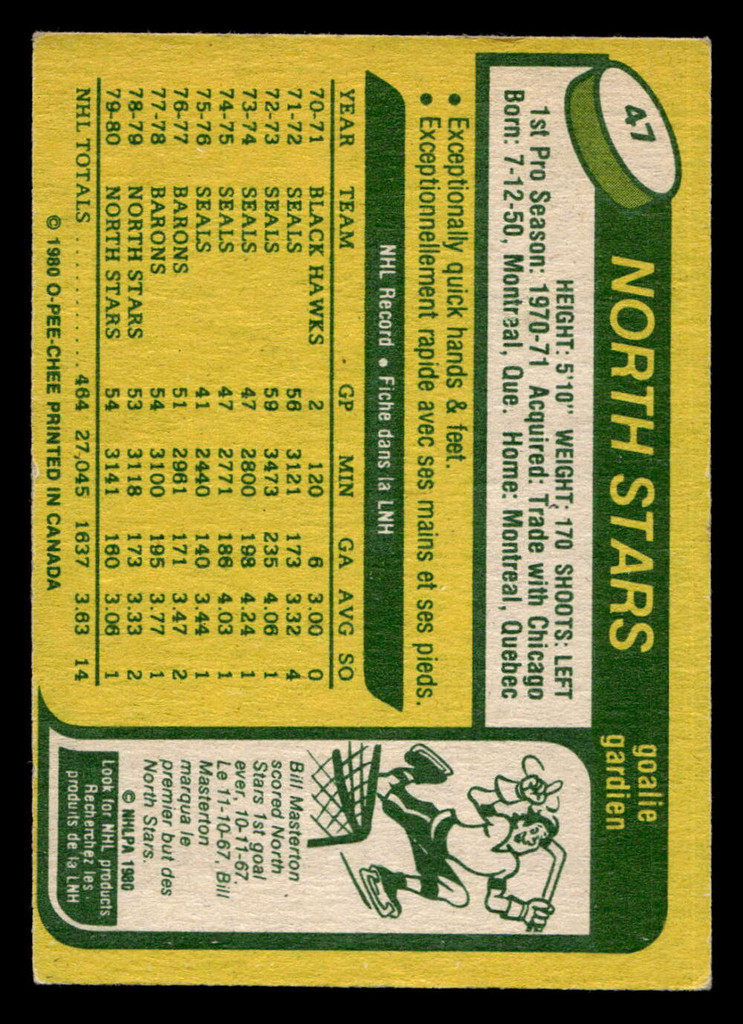 47
NORTH STARS
goalie
gardien
HEIGHT: 5'10" WEIGHT: 170 SHOOTS: LEFT
1st Pro Season: 1970-71 Acquired: Trade with Chicago
Born: 7-12-50, Montreal, Que. Home: Montreal, Quebec
• Exceptionally quick hands & feet.
• Exceptionnellement rapide avec ses mains et ses pieds.
NHL Record • Fiche dans la LNH
YEAR TEAM GP MIN GA AVG SO
70-71 BLACK HAWKS 2 120 6 3.00 0
71-72 SEALS 56 3121 173 3.32 4
72-73 SEALS 59 3473 235 4.06 1
73-74 SEALS 47 2800 198 4.24 1
74-75 SEALS 47 2771 186 4.03 1
75-76 SEALS 41 2440 140 3.44 1
76-77 BARONS 51 2961 171 3.47 2
77-78 BARONS 54 3100 195 3.77 1
78-79 NORTH STARS 53 3118 173 3.33 2
79-80 NORTH STARS 54 3141 160 3.06 1
NHL TOTALS .......... 464 27,045 1637 3.63 14
© 1980 O-PEE-CHEE PRINTED IN CANADA
Bill Masterton
scored North
Stars 1st goal
ever, 10-11-67.
Le 11-10-67, Bill
Masterton
marqua le
premier but des
North Stars.
© NHLPA 1980
Look for NHL products
Recherchez les
produits de la LNH